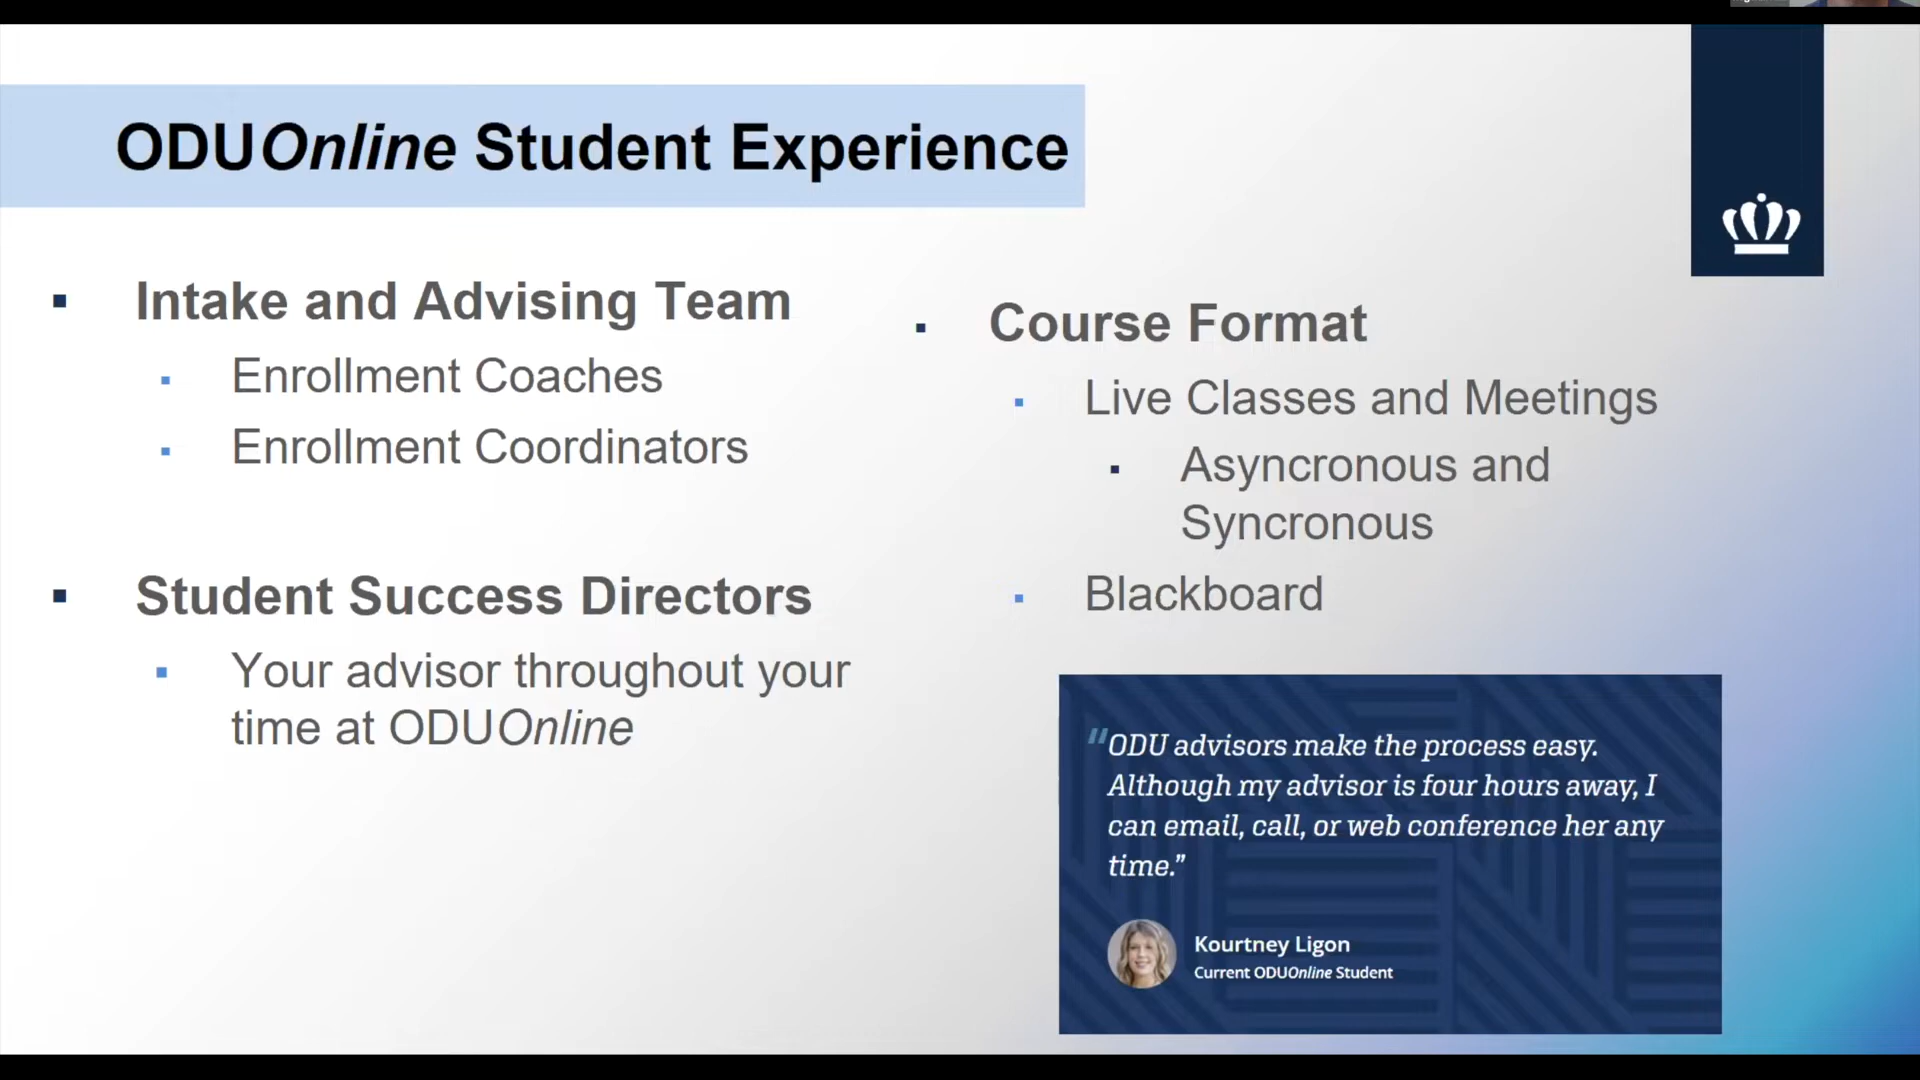 ODUOnline Student Experience
Intake and Advising Team
Enrollment Coaches
Enrollment Coordinators
Student Success Directors
Your advisor throughout your
time at ODUOnline
Course Format
Live Classes and Meetings
Asyncronous and
Syncronous
Blackboard
"ODU advisors make the process easy.
Although my advisor is four hours away, I
can email, call, or web conference her any
time."
Kourtney Ligon
Current ODUOnline Student